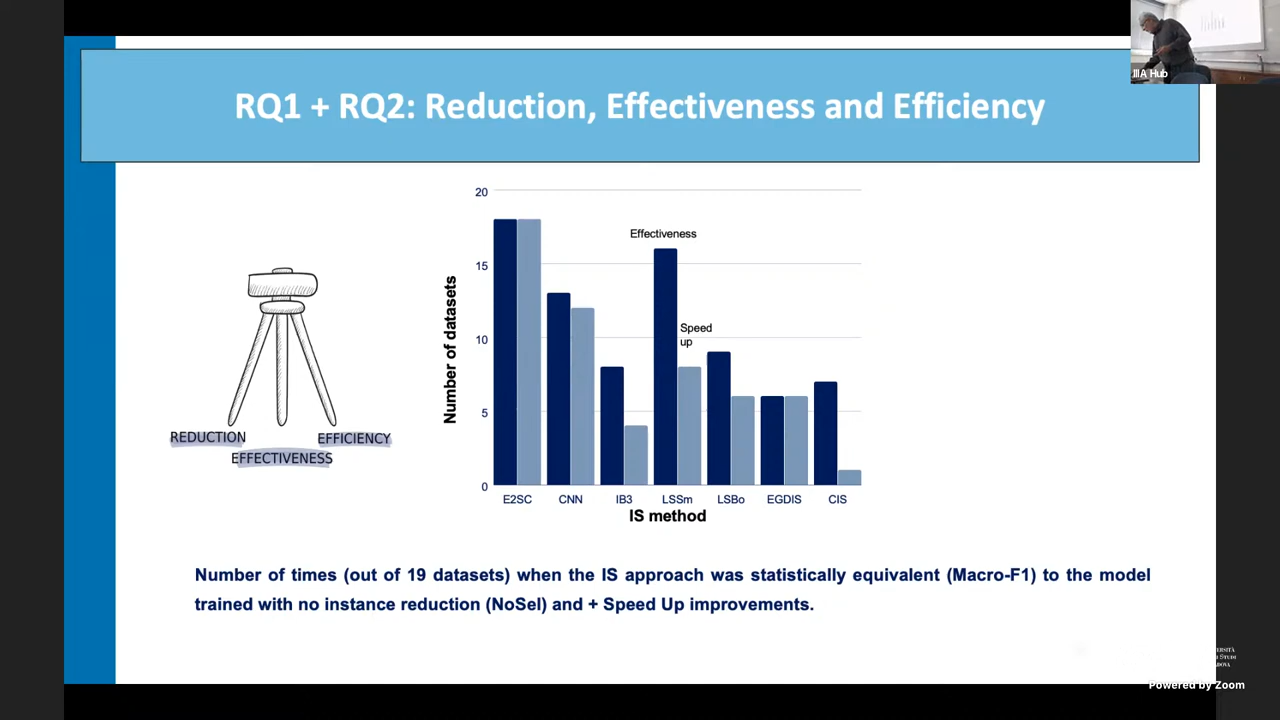 IIIA Hub
RQ1 + RQ2: Reduction, Effectiveness and Efficiency
REDUCTION
EFFICIENCY
EFFECTIVENESS
Number of datasets
20
15
10
5
0
Effectiveness
Speed
up
E2SC CNN IB3 LSSm LSBo EGDIS CIS
IS method
Number of times (out of 19 datasets) when the IS approach was statistically equivalent (Macro-F1) to the model
trained with no instance reduction (NoSel) and + Speed Up improvements.
Powered by Zoom